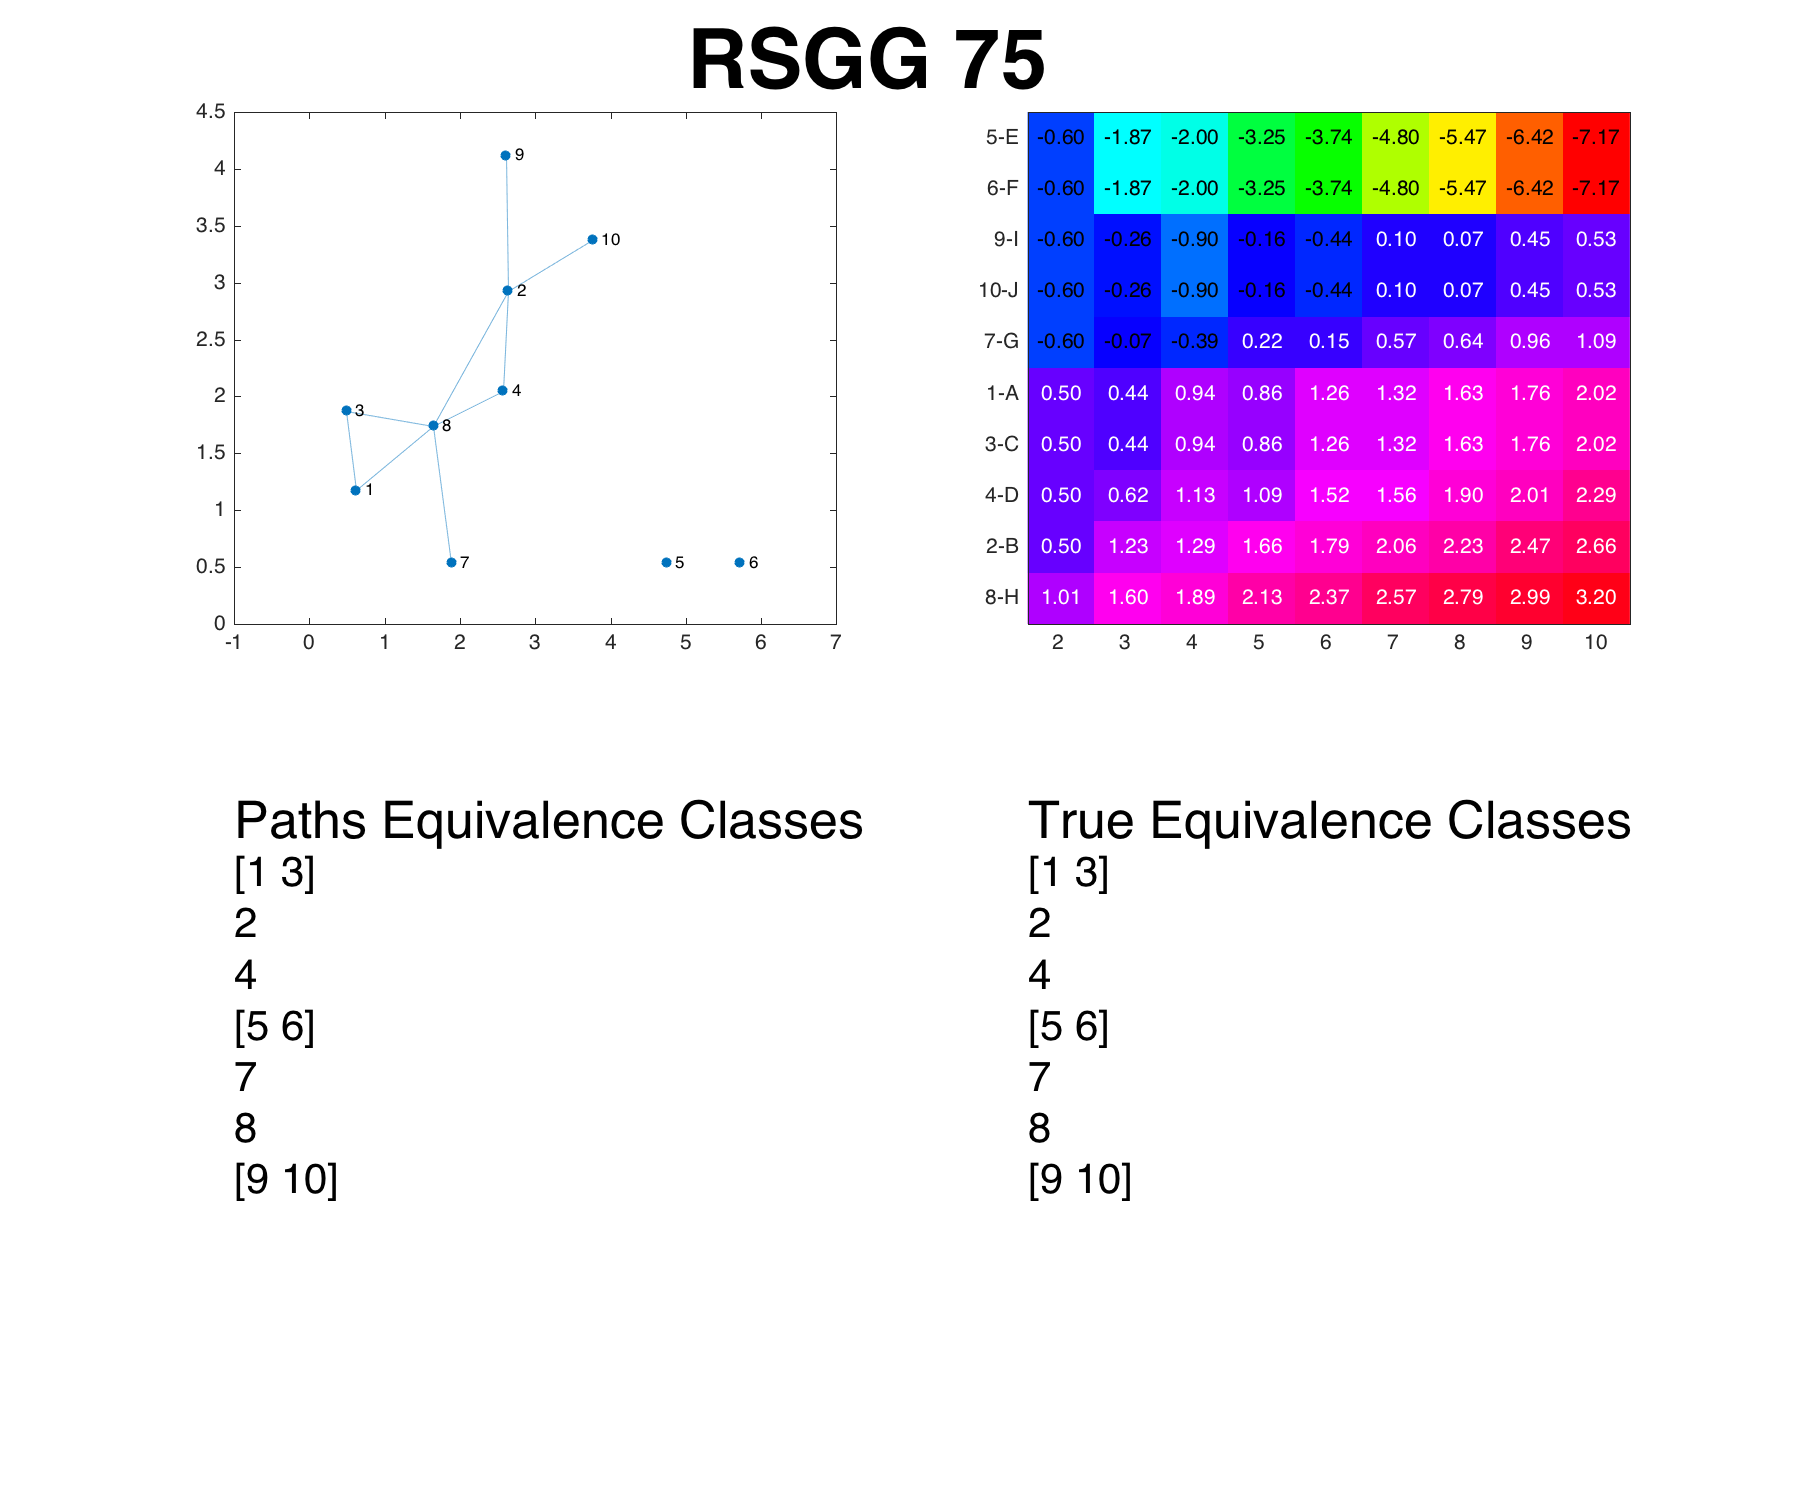 RSGG 75
4.5
4
3.5
3
2.5
2
1.5
1
0.5
0
-1 0 1 2 3 4 5 6 7
9
10
2
4
3
8
1
7
5
6
5-E -0.60 -1.87 -2.00 -3.25 -3.74 -4.80 -5.47 -6.42 -7.17
6-F -0.60 -1.87 -2.00 -3.25 -3.74 -4.80 -5.47 -6.42 -7.17
9-I -0.60 -0.26 -0.90 -0.16 -0.44 0.10 0.07 0.45 0.53
10-J -0.60 -0.26 -0.90 -0.16 -0.44 0.10 0.07 0.45 0.53
7-G -0.60 -0.07 -0.39 0.22 0.15 0.57 0.64 0.96 1.09
1-A 0.50 0.44 0.94 0.86 1.26 1.32 1.63 1.76 2.02
3-C 0.50 0.44 0.94 0.86 1.26 1.32 1.63 1.76 2.02
4-D 0.50 0.62 1.13 1.09 1.52 1.56 1.90 2.01 2.29
2-B 0.50 1.23 1.29 1.66 1.79 2.06 2.23 2.47 2.66
8-H 1.01 1.60 1.89 2.13 2.37 2.57 2.79 2.99 3.20
2 3 4 5 6 7 8 9 10
Paths Equivalence Classes
[1 3]
2
4
[5 6]
7
8
[9 10]
True Equivalence Classes
[1 3]
2
4
[5 6]
7
8
[9 10]